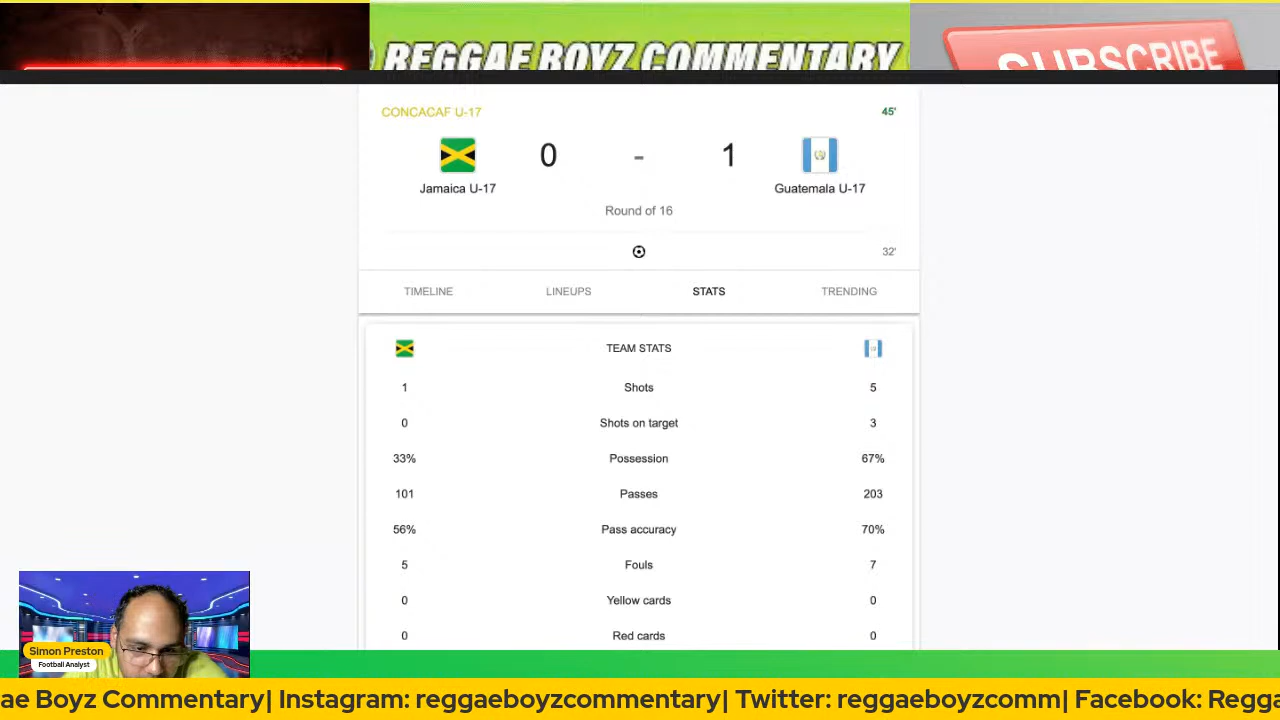 REGGAE BOYZ COMMENTARY
SUBSCRIBE
CONCACAF U-17
45'
0 - 1
Jamaica U-17
Guatemala U-17
Round of 16
32'
TIMELINE LINEUPS STATS TRENDING
TEAM STATS
1 Shots 5
0 Shots on target 3
33% Possession 67%
101 Passes 203
56% Pass accuracy 70%
5 Fouls 7
0 Yellow cards 0
0 Red cards 0
Simon Preston
Football Analyst
ae Boyz Commentary| Instagram: reggaeboyzcommentary| Twitter: reggaeboyzcomm| Facebook: Regga